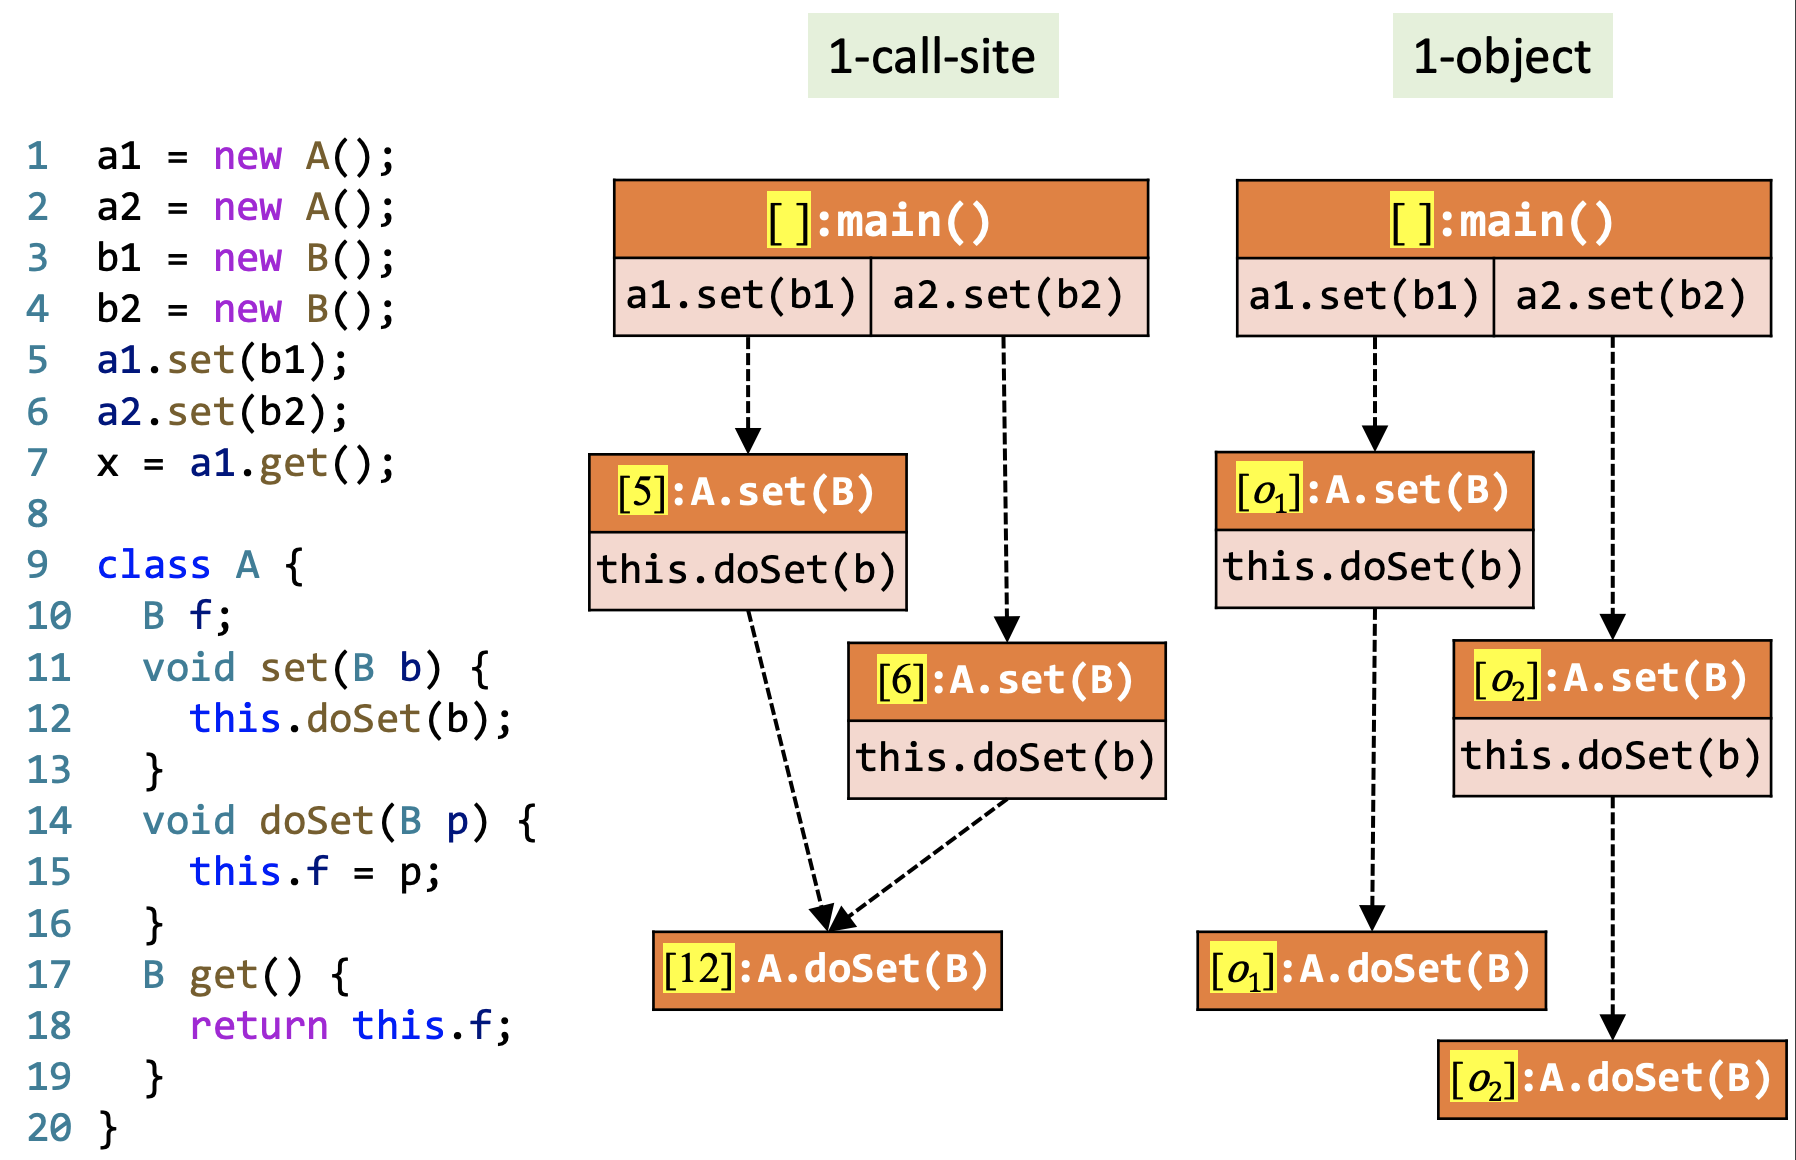 1-call-site
1-object
1 a1 = new A();
2 a2 = new A();
3 b1 = new B();
4 b2 = new B();
5 a1.set(b1);
6 a2.set(b2);
7 x = a1.get();
8
9 class A {
10 B f;
11 void set(B b) {
12 this.doSet(b);
13 }
14 void doSet(B p) {
15 this.f = p;
16 }
17 B get() {
18 return this.f;
19 }
20 }
[ ]:main()
a1.set(b1)
a2.set(b2)
[5]:A.set(B)
this.doSet(b)
[6]:A.set(B)
this.doSet(b)
[12]:A.doSet(B)
[ ]:main()
a1.set(b1)
a2.set(b2)
[o1]:A.set(B)
this.doSet(b)
[o2]:A.set(B)
this.doSet(b)
[o1]:A.doSet(B)
[o2]:A.doSet(B)